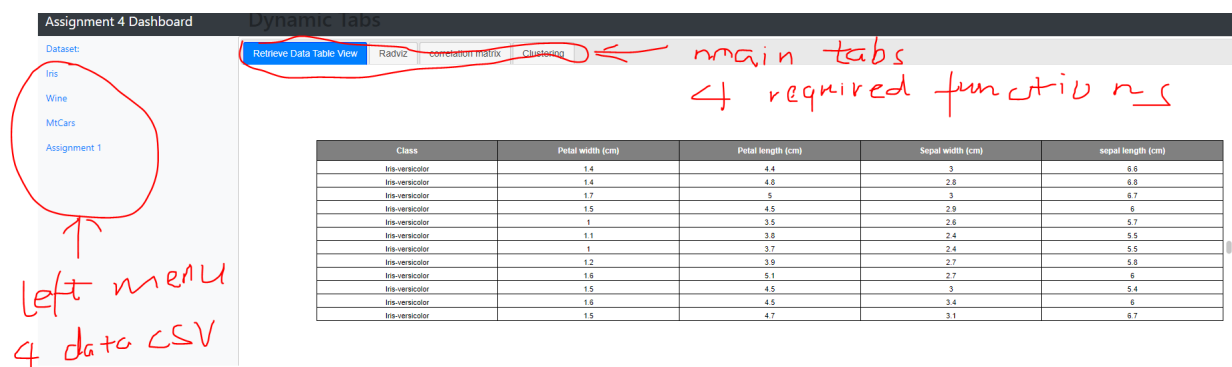 Assignment 4 Dashboard
Dynamic Tabs
Dataset:
Iris
Wine
MtCars
Assignment 1
Retrieve Data Table View Radviz correlation matrix Clustering
main tabs
4 required functions
left menu
4 data CSV
Class Petal width (cm) Petal length (cm) Sepal width (cm) sepal length (cm)
Iris-versicolor 1.4 4.4 3 6.6
Iris-versicolor 1.4 4.8 2.8 6.8
Iris-versicolor 1.7 5 3 6.7
Iris-versicolor 1.5 4.5 2.9 6
Iris-versicolor 1 3.5 2.6 5.7
Iris-versicolor 1.1 3.8 2.4 5.5
Iris-versicolor 1 3.7 2.4 5.5
Iris-versicolor 1.2 3.9 2.7 5.8
Iris-versicolor 1.6 5.1 2.7 6
Iris-versicolor 1.5 4.5 3 5.4
Iris-versicolor 1.6 4.5 3.4 6
Iris-versicolor 1.5 4.7 3.1 6.7